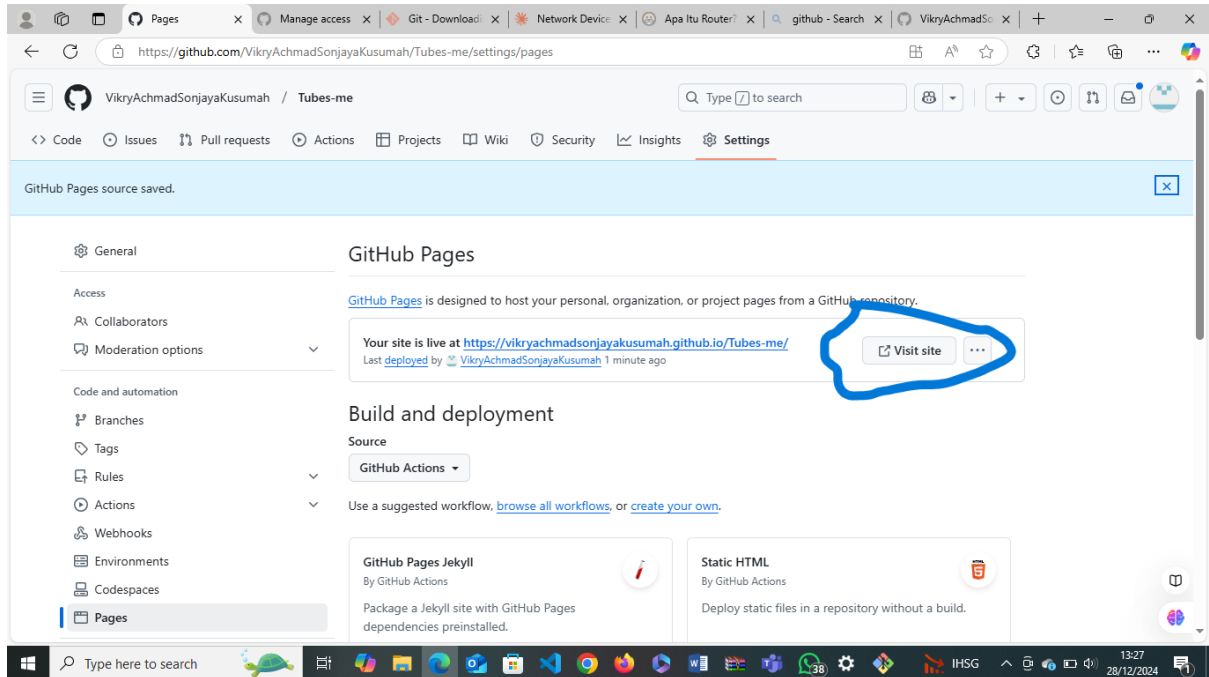 Pages
Manage access
Git - Downloadi
Network Device
Apa Itu Router?
github - Search
VikryAchmadSo
https://github.com/VikryAchmadSonjayaKusumah/Tubes-me/settings/pages
VikryAchmadSonjayaKusumah / Tubes-me
Type / to search
Code Issues Pull requests Actions Projects Wiki Security Insights Settings
GitHub Pages source saved.
General
Access
Collaborators
Moderation options
Code and automation
Branches
Tags
Rules
Actions
Webhooks
Environments
Codespaces
Pages
GitHub Pages
GitHub Pages is designed to host your personal, organization, or project pages from a GitHub repository.
Your site is live at https://vikryachmadsonjayakusumah.github.io/Tubes-me/
Last deployed by VikryAchmadSonjayaKusumah 1 minute ago
Visit site
Build and deployment
Source
GitHub Actions
Use a suggested workflow, browse all workflows, or create your own.
GitHub Pages Jekyll
By GitHub Actions
Package a Jekyll site with GitHub Pages
dependencies preinstalled.
Static HTML
By GitHub Actions
Deploy static files in a repository without a build.
Type here to search
38
IHSG
13:27
28/12/2024
1